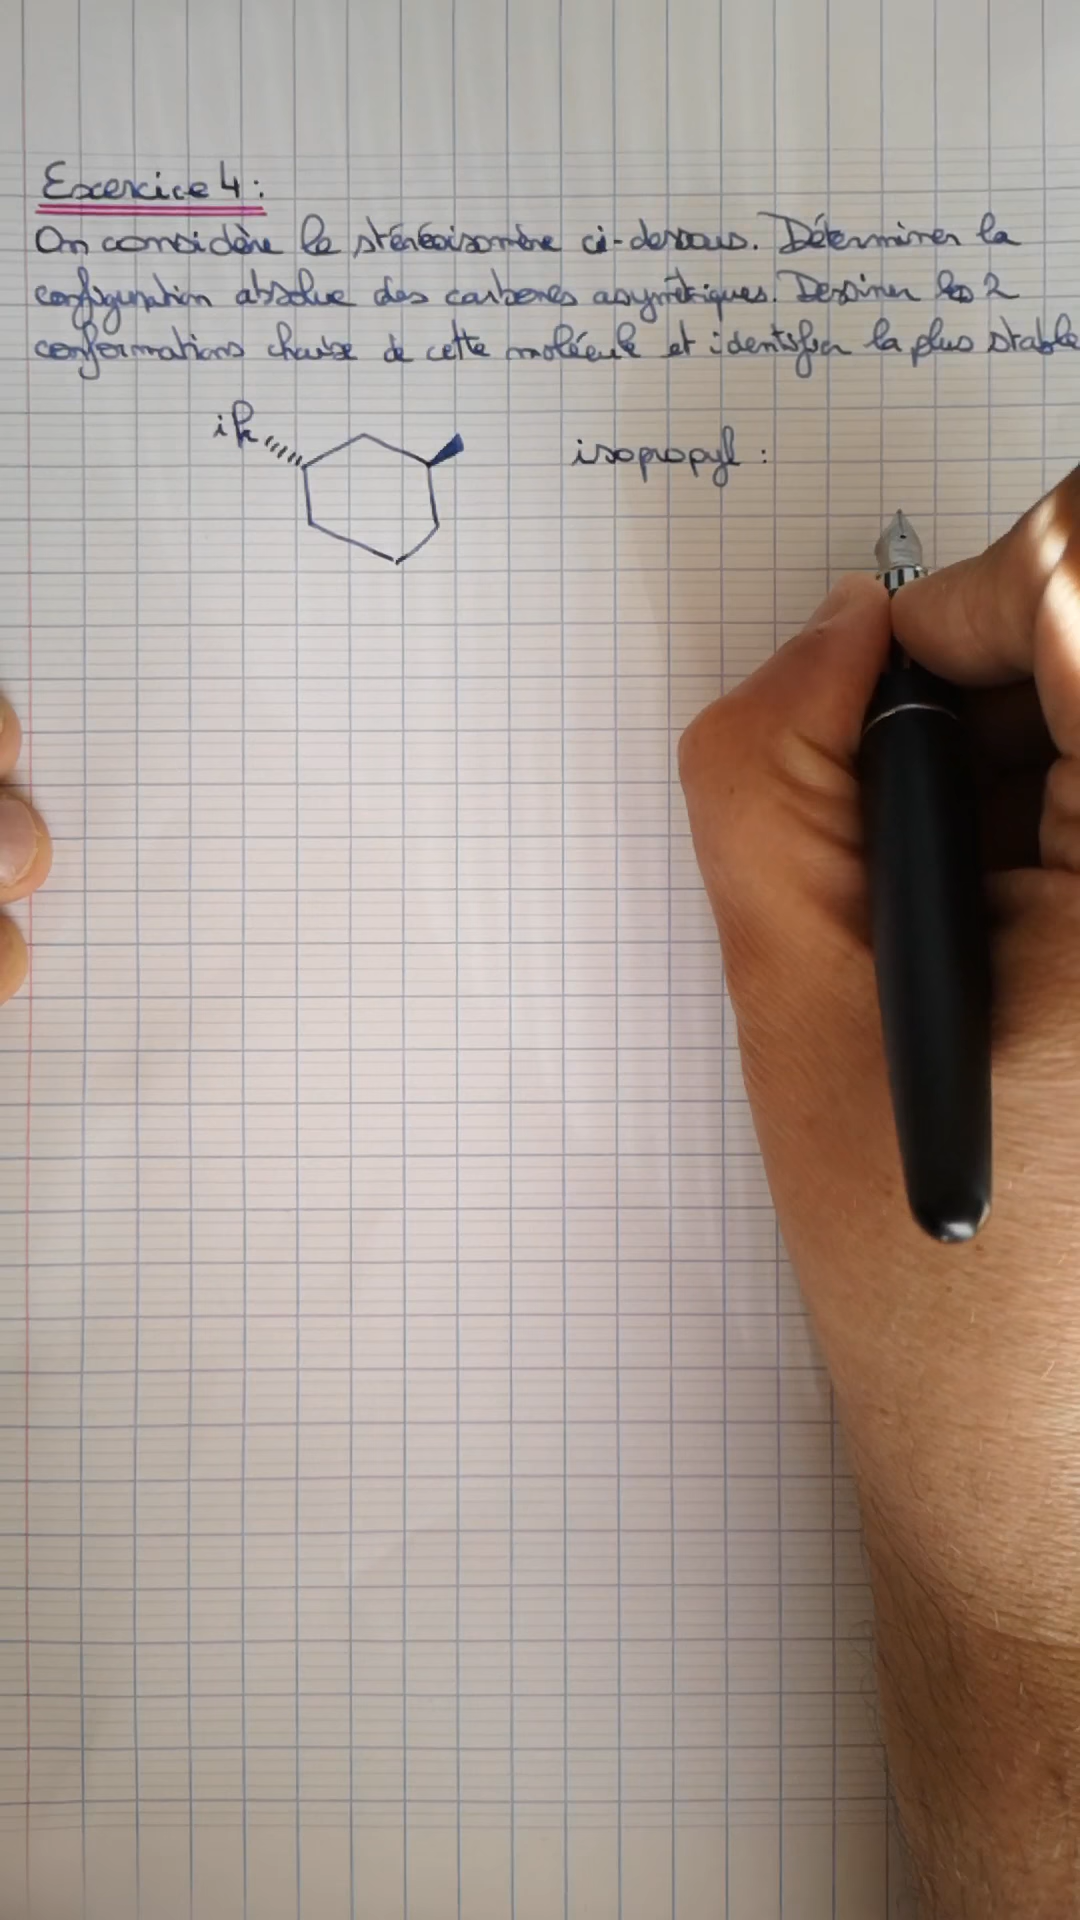 Exercice 4 :
On considère le stéréoisomère ci-dessous. Déterminer la
configuration absolue des carbones asymétriques. Dessiner les 2
conformations chaise de cette molécule et identifier la plus stable
iPr
isopropyl :